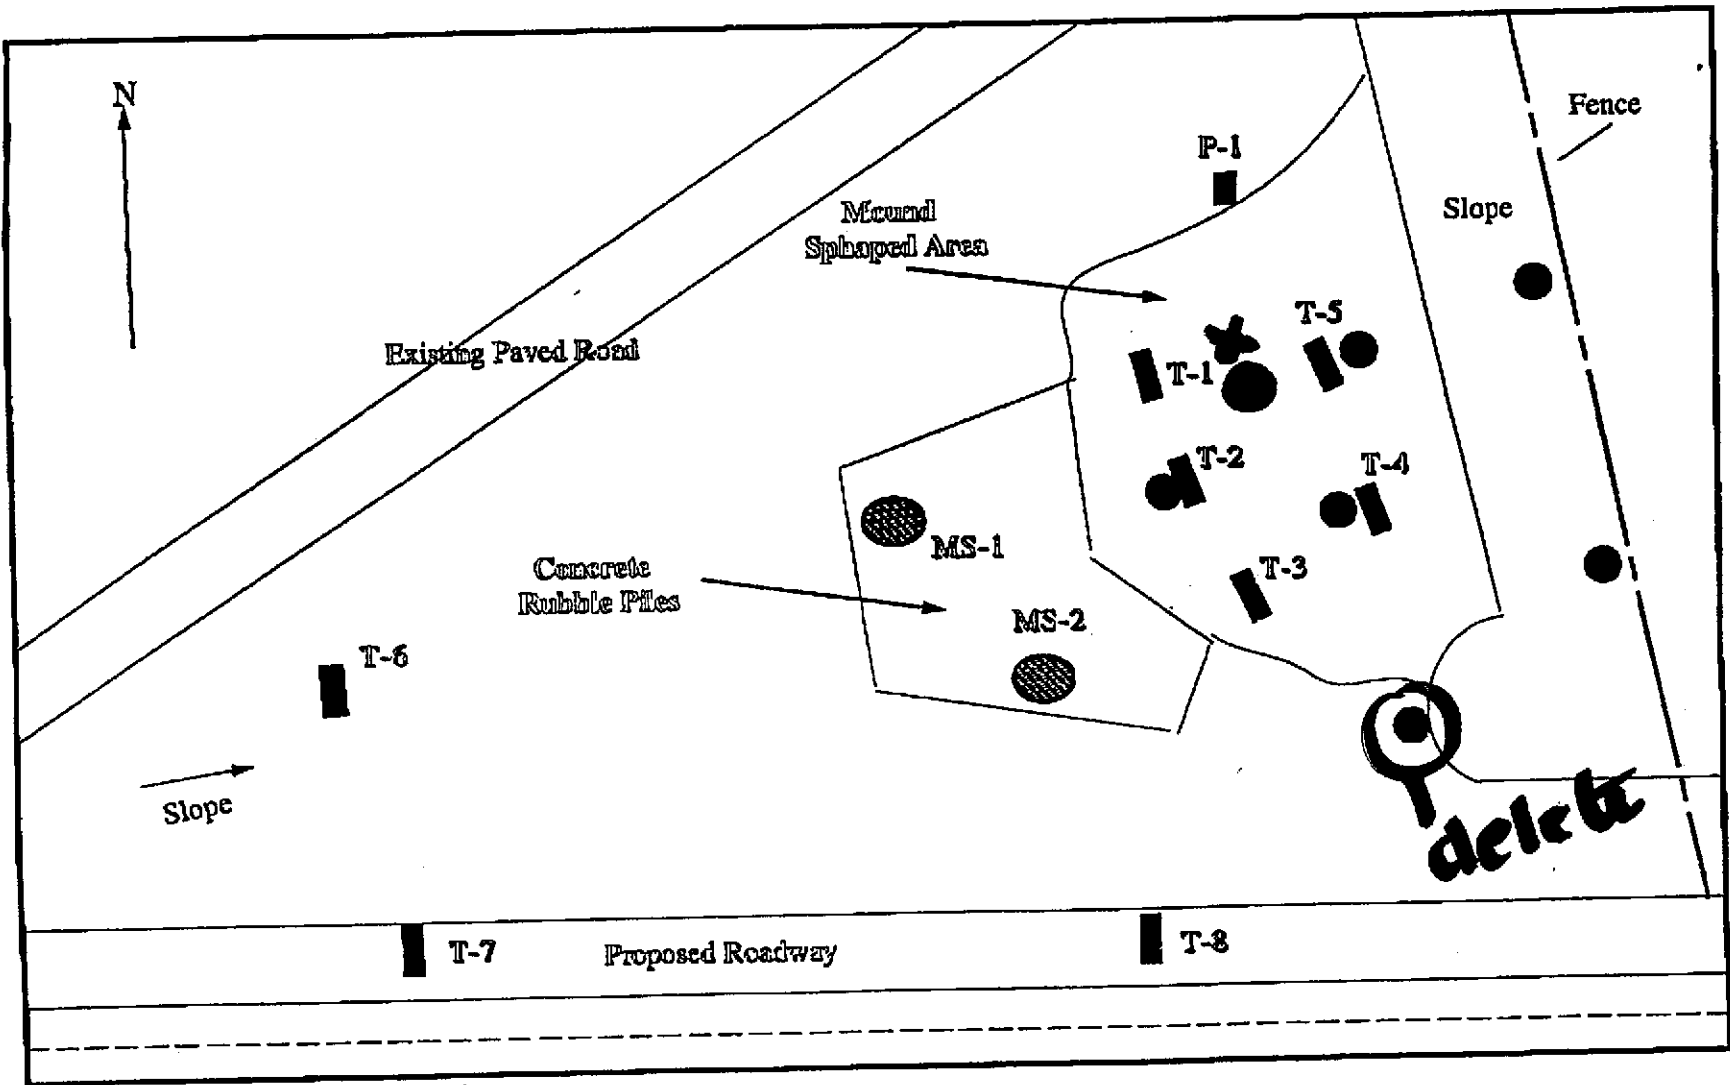 N
Fence
P-1
Slope
Mound
Sphaped Area
T-5
Existing Paved Road
T-1
T-2
T-4
MS-1
Concrete
Rubble Piles
T-3
MS-2
T-6
Slope
delete
T-7
Proposed Roadway
T-8